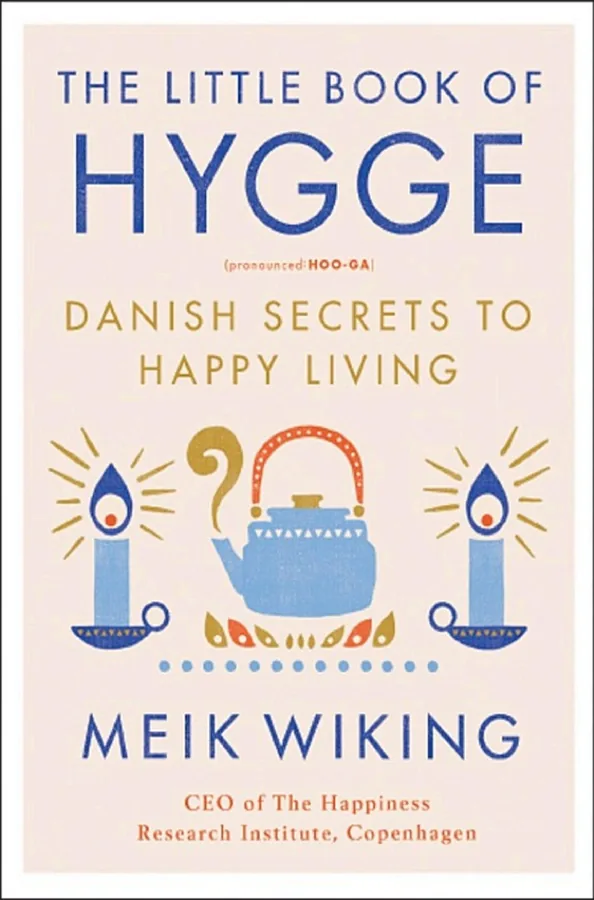 THE LITTLE BOOK OF
HYGGE
(pronounced: HOO-GA)
DANISH SECRETS TO
HAPPY LIVING
MEIK WIKING
CEO of The Happiness
Research Institute, Copenhagen